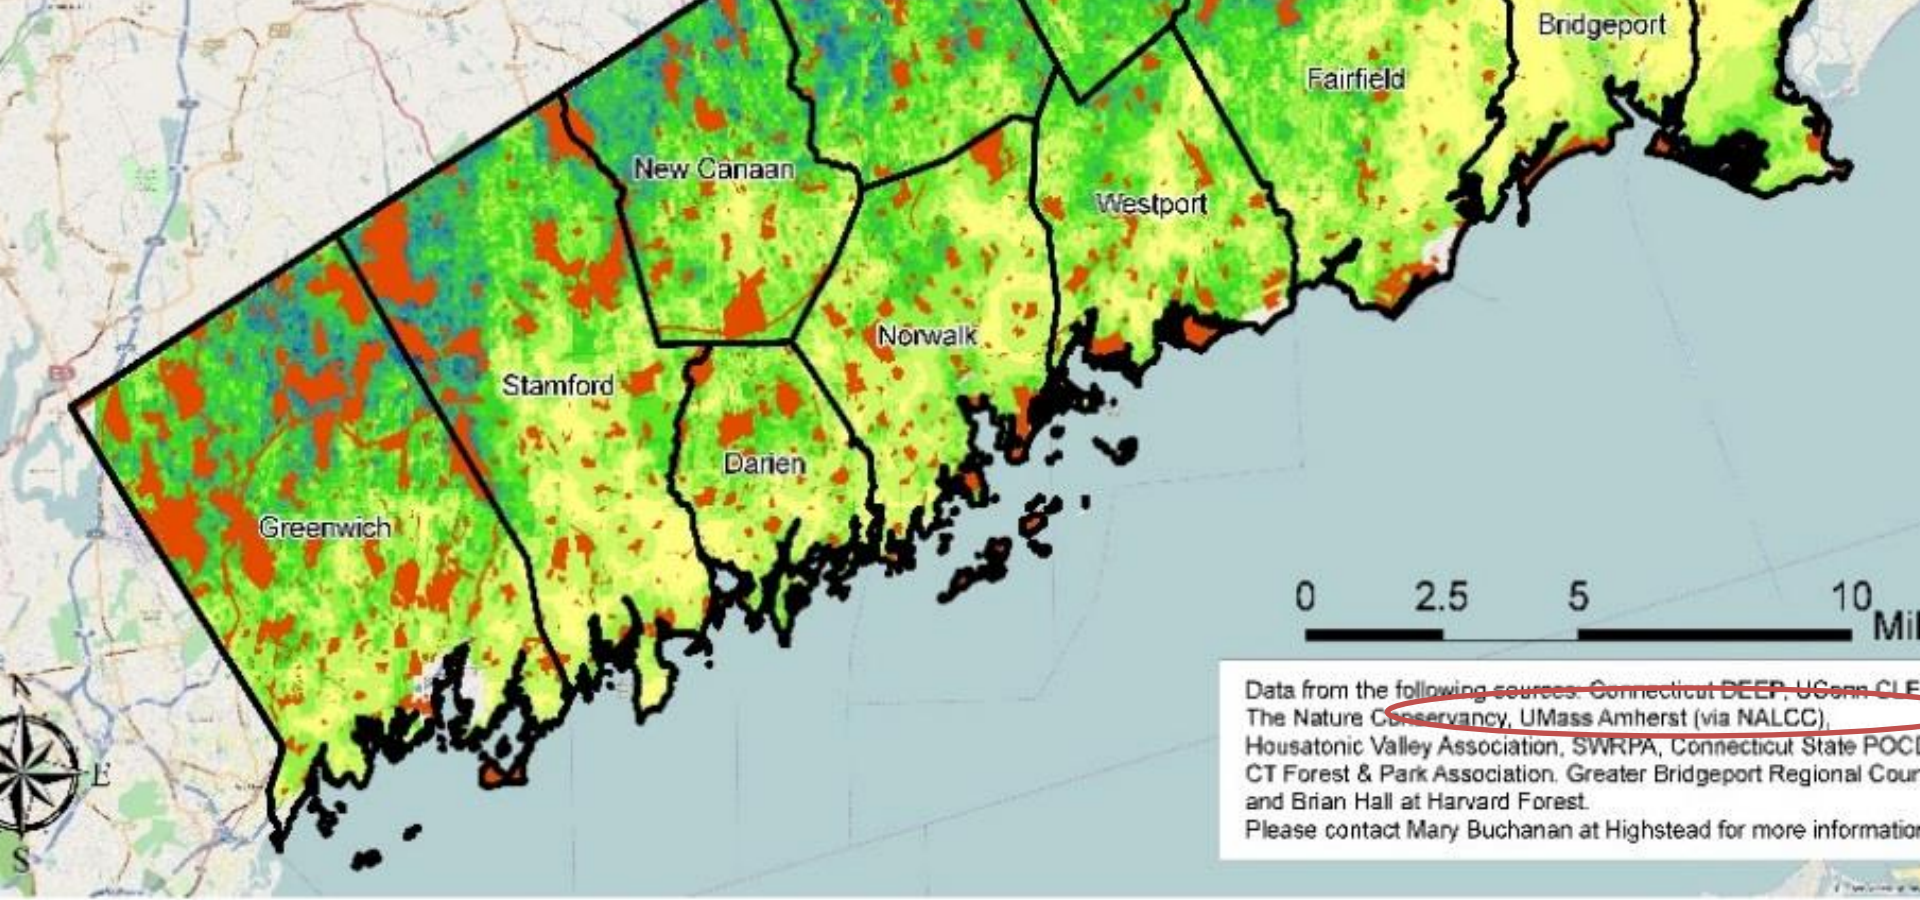 Bridgeport
Fairfield
New Canaan
Westport
Norwalk
Stamford
Darien
Greenwich
0 2.5 5 10
Mil
N
E
S
Data from the following sources: Connecticut DEEP, UConn CLE
The Nature Conservancy, UMass Amherst (via NALCC),
Housatonic Valley Association, SWRPA, Connecticut State POCD
CT Forest & Park Association. Greater Bridgeport Regional Coun
and Brian Hall at Harvard Forest.
Please contact Mary Buchanan at Highstead for more information